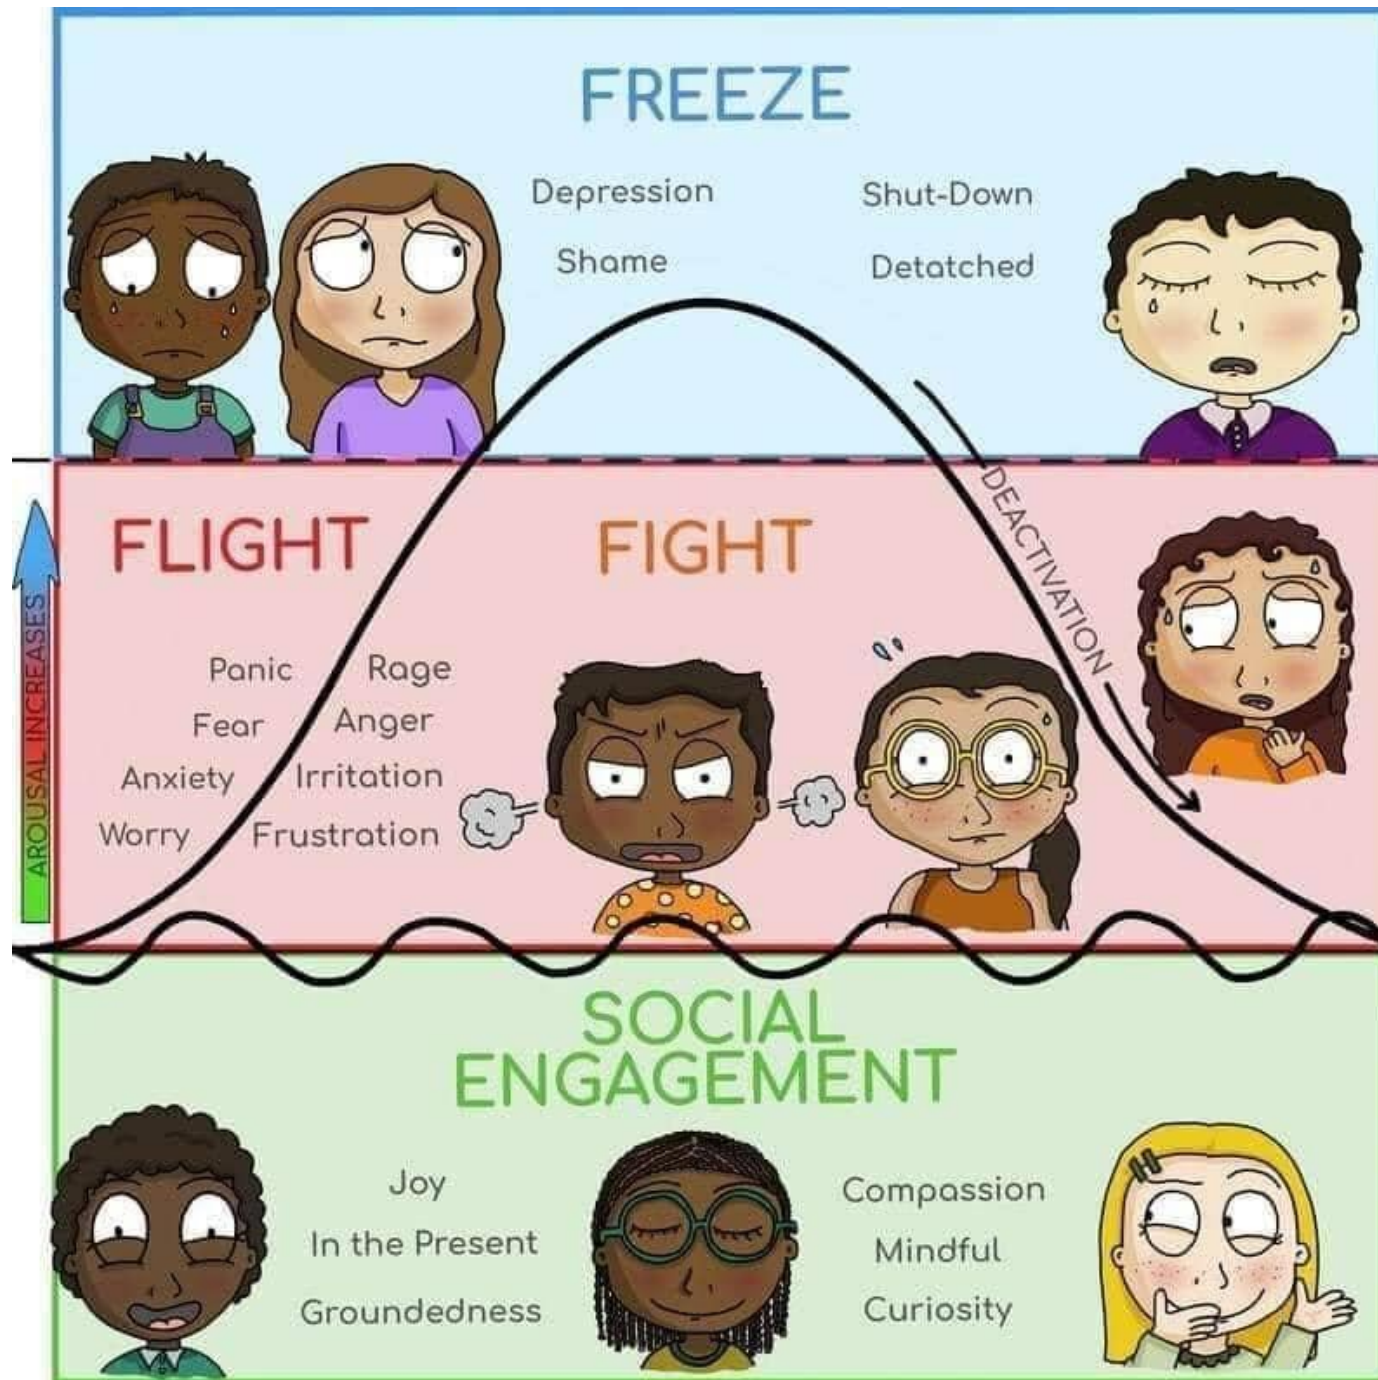 FREEZE
Depression
Shut-Down
Shame
Detatched
FLIGHT
FIGHT
Panic
Rage
Fear
Anger
Anxiety
Irritation
Worry
Frustration
AROUSAL INCREASES
DEACTIVATION
SOCIAL
ENGAGEMENT
Joy
In the Present
Groundedness
Compassion
Mindful
Curiosity